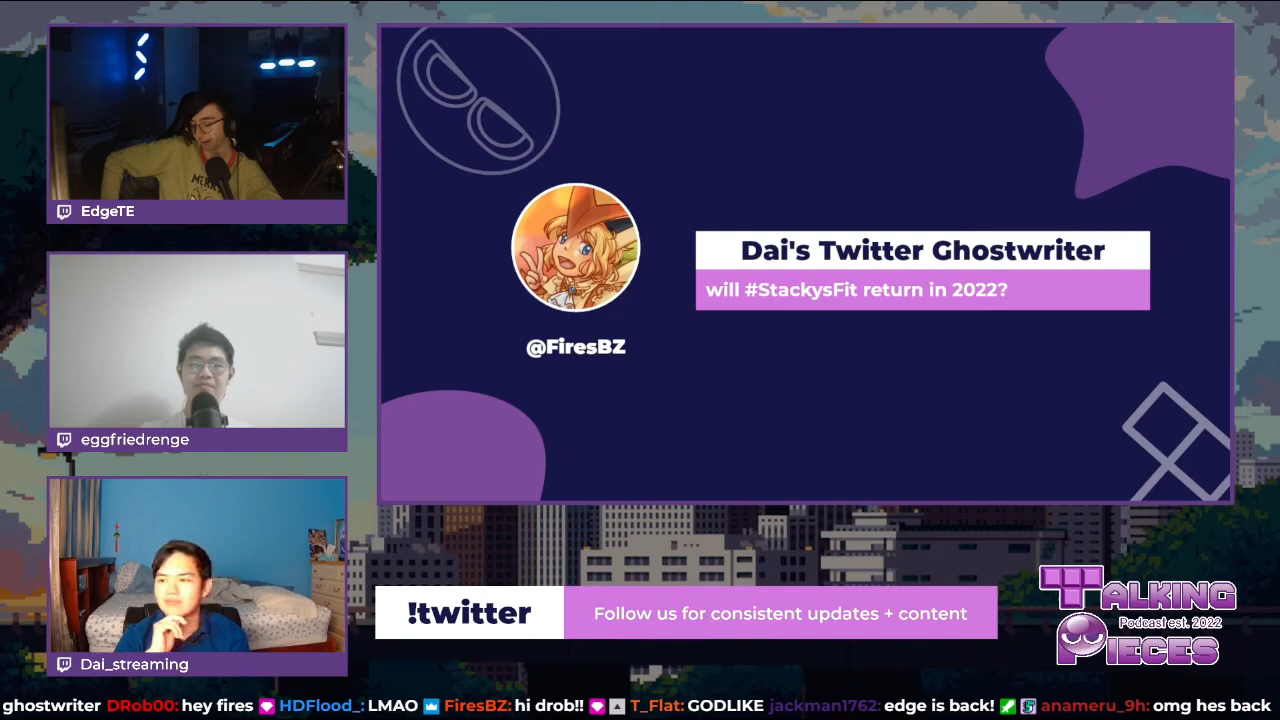 MERRY
EdgeTE
eggfriedrenge
Dai_streaming
@FiresBZ
Dai's Twitter Ghostwriter
will #StackysFit return in 2022?
!twitter
Follow us for consistent updates + content
TALKING
Podcast est. 2022
PIECES
ghostwriter DRob00: hey fires HDFlood_: LMAO FiresBZ: hi drob!! T_Flat: GODLIKE jackman1762: edge is back! anameru_9h: omg hes back